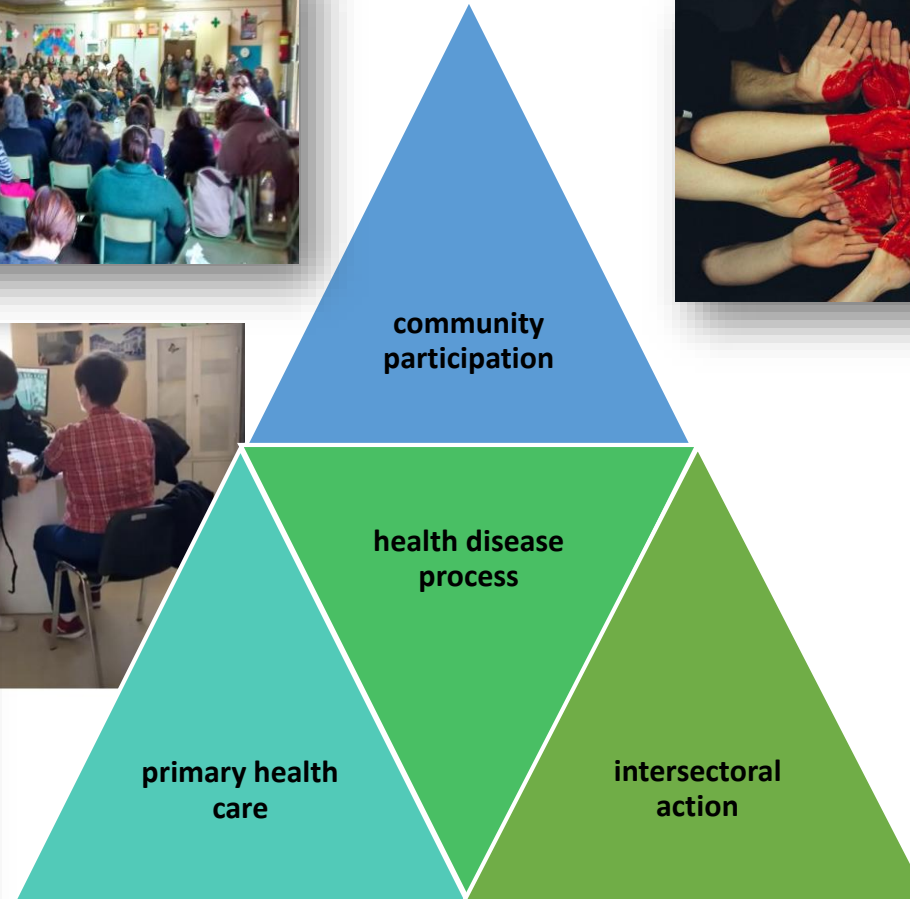 community
participation
health disease
process
primary health
care
intersectoral
action